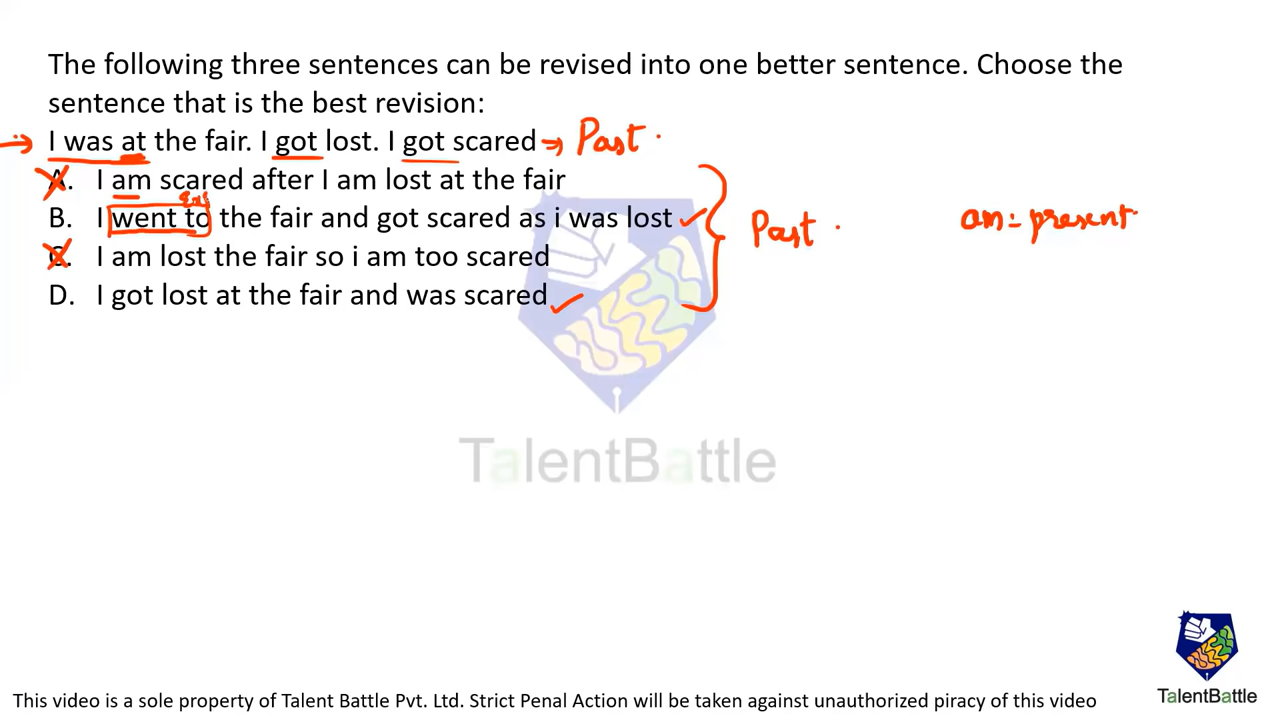 The following three sentences can be revised into one better sentence. Choose the
sentence that is the best revision:
I was at the fair. I got lost. I got scared → Past.
A. I am scared after I am lost at the fair
B. I went to the fair and got scared as i was lost
Past.
am = present
C. I am lost the fair so i am too scared
D. I got lost at the fair and was scared
TalentBattle
TalentBattle
This video is a sole property of Talent Battle Pvt. Ltd. Strict Penal Action will be taken against unauthorized piracy of this video